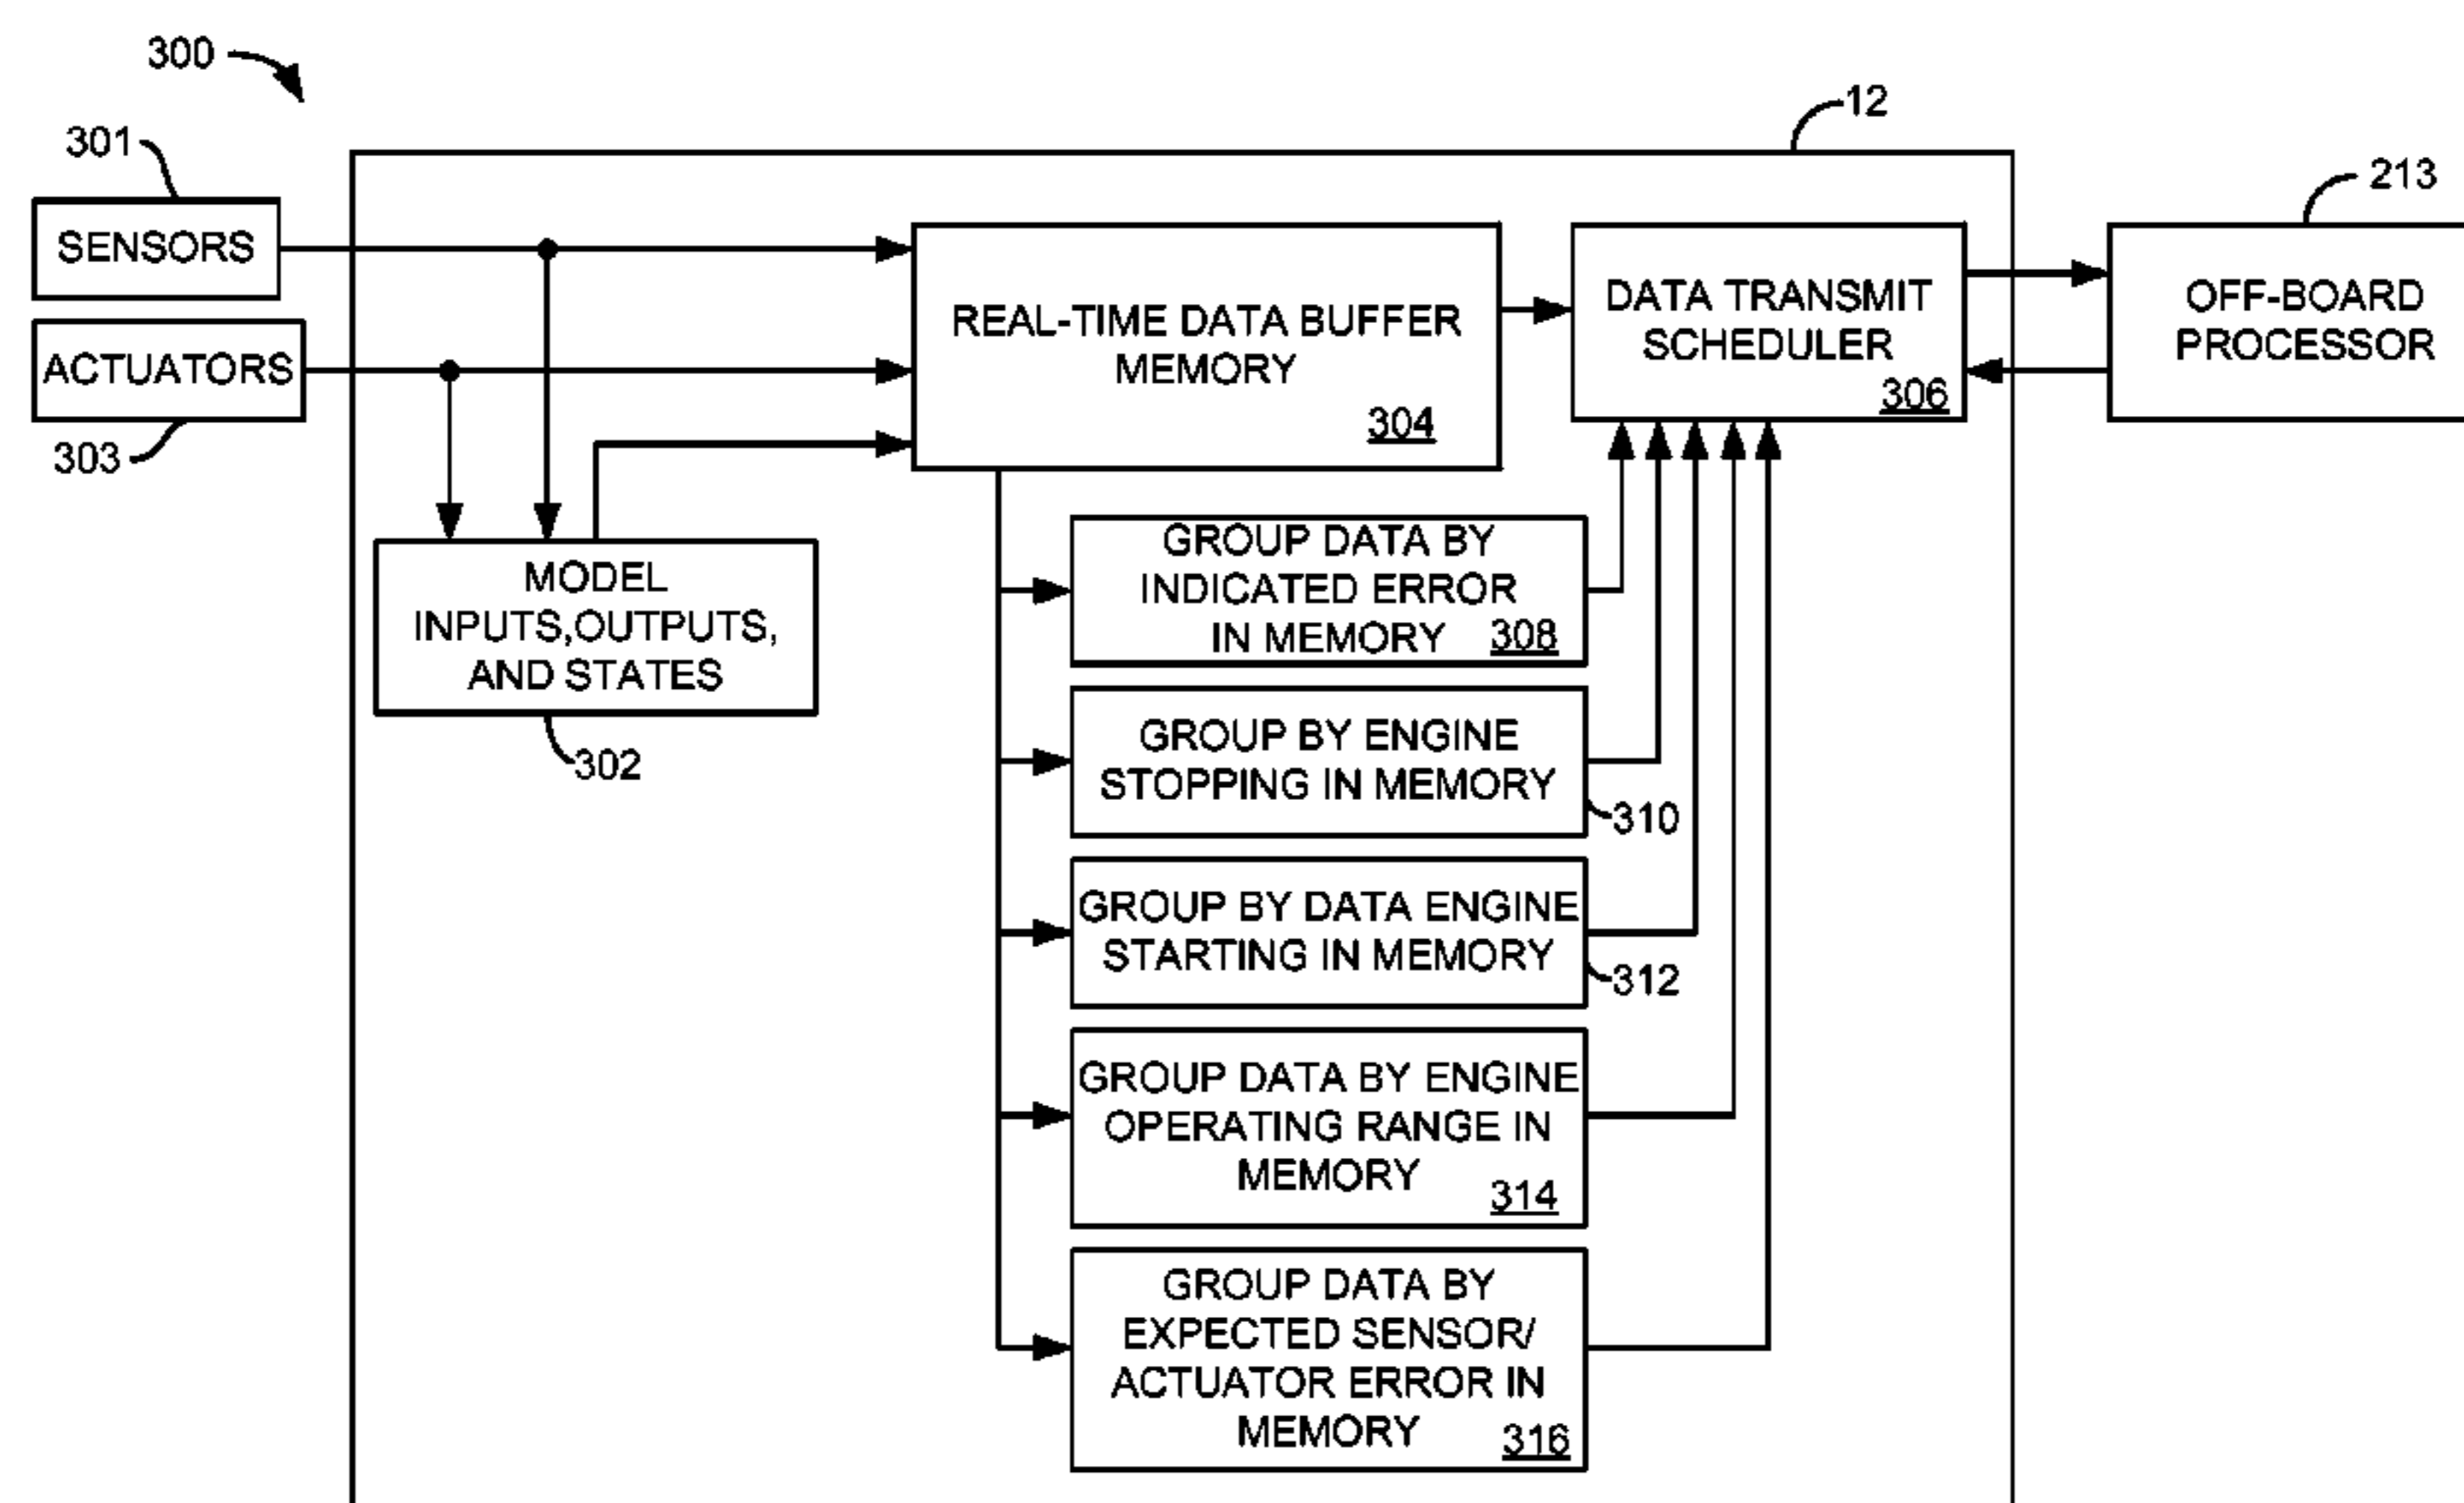 300
12
301
213
SENSORS
ACTUATORS
303
REAL-TIME DATA BUFFER
MEMORY
304
DATA TRANSMIT
SCHEDULER
306
OFF-BOARD
PROCESSOR
MODEL
INPUTS,OUTPUTS,
AND STATES
302
GROUP DATA BY
INDICATED ERROR
IN MEMORY
308
GROUP BY ENGINE
STOPPING IN MEMORY
310
GROUP BY DATA ENGINE
STARTING IN MEMORY
312
GROUP DATA BY ENGINE
OPERATING RANGE IN
MEMORY
314
GROUP DATA BY
EXPECTED SENSOR/
ACTUATOR ERROR IN
MEMORY
316